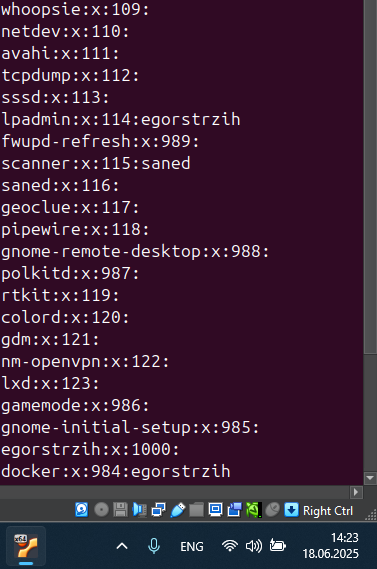 whoopsie:x:109:
netdev:x:110:
avahi:x:111:
tcpdump:x:112:
sssd:x:113:
lpadmin:x:114:egorstrzih
fwupd-refresh:x:989:
scanner:x:115:saned
saned:x:116:
geoclue:x:117:
pipewire:x:118:
gnome-remote-desktop:x:988:
polkitd:x:987:
rtkit:x:119:
colord:x:120:
gdm:x:121:
nm-openvpn:x:122:
lxd:x:123:
gamemode:x:986:
gnome-initial-setup:x:985:
egorstrzih:x:1000:
docker:x:984:egorstrzih
Right Ctrl
x64
ENG
14:23
18.06.2025